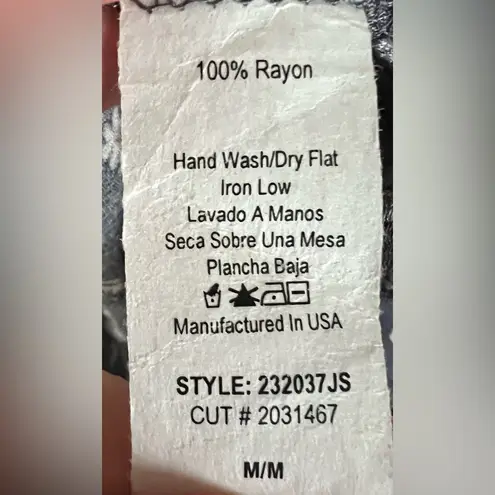 100% Rayon
Hand Wash/Dry Flat
Iron Low
Lavado A Manos
Seca Sobre Una Mesa
Plancha Baja
Manufactured In USA
STYLE: 232037JS
CUT # 2031467
M/M